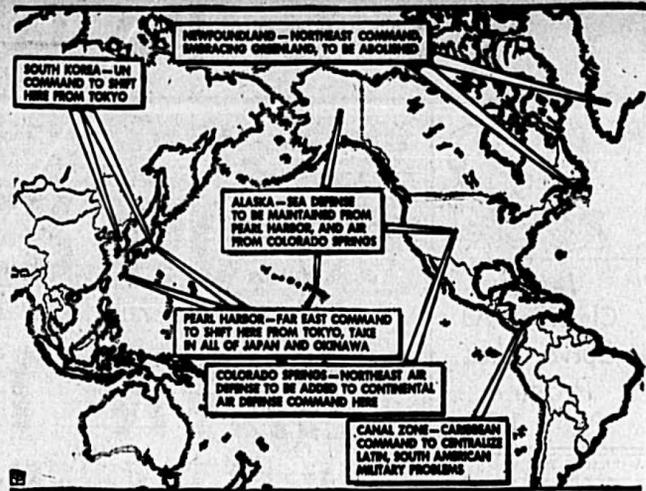 NEWFOUNDLAND—NORTHEAST COMMAND,
EMBRACING GREENLAND, TO BE ABOLISHED
SOUTH KOREA—UN
COMMAND TO SHIFT
HERE FROM TOKYO
ALASKA—SEA DEFENSE
TO BE MAINTAINED FROM
PEARL HARBOR, AND AIR
FROM COLORADO SPRINGS
PEARL HARBOR—FAR EAST COMMAND
TO SHIFT HERE FROM TOKYO, TAKE
IN ALL OF JAPAN AND OKINAWA
COLORADO SPRINGS—NORTHEAST AIR
DEFENSE TO BE ADDED TO CONTINENTAL
AIR DEFENSE COMMAND HERE
CANAL ZONE—CARIBBEAN
COMMAND TO CENTRALIZE
LATIN, SOUTH AMERICAN
MILITARY PROBLEMS